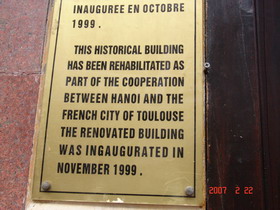 INAUGUREE EN OCTOBRE
1999 .
THIS HISTORICAL BUILDING
HAS BEEN REHABILITATED AS
PART OF THE COOPERATION
BETWEEN HANOI AND THE
FRENCH CITY OF TOULOUSE
THE RENOVATED BUILDING
WAS INGAUGURATED IN
NOVEMBER 1999 .
2007 2 22